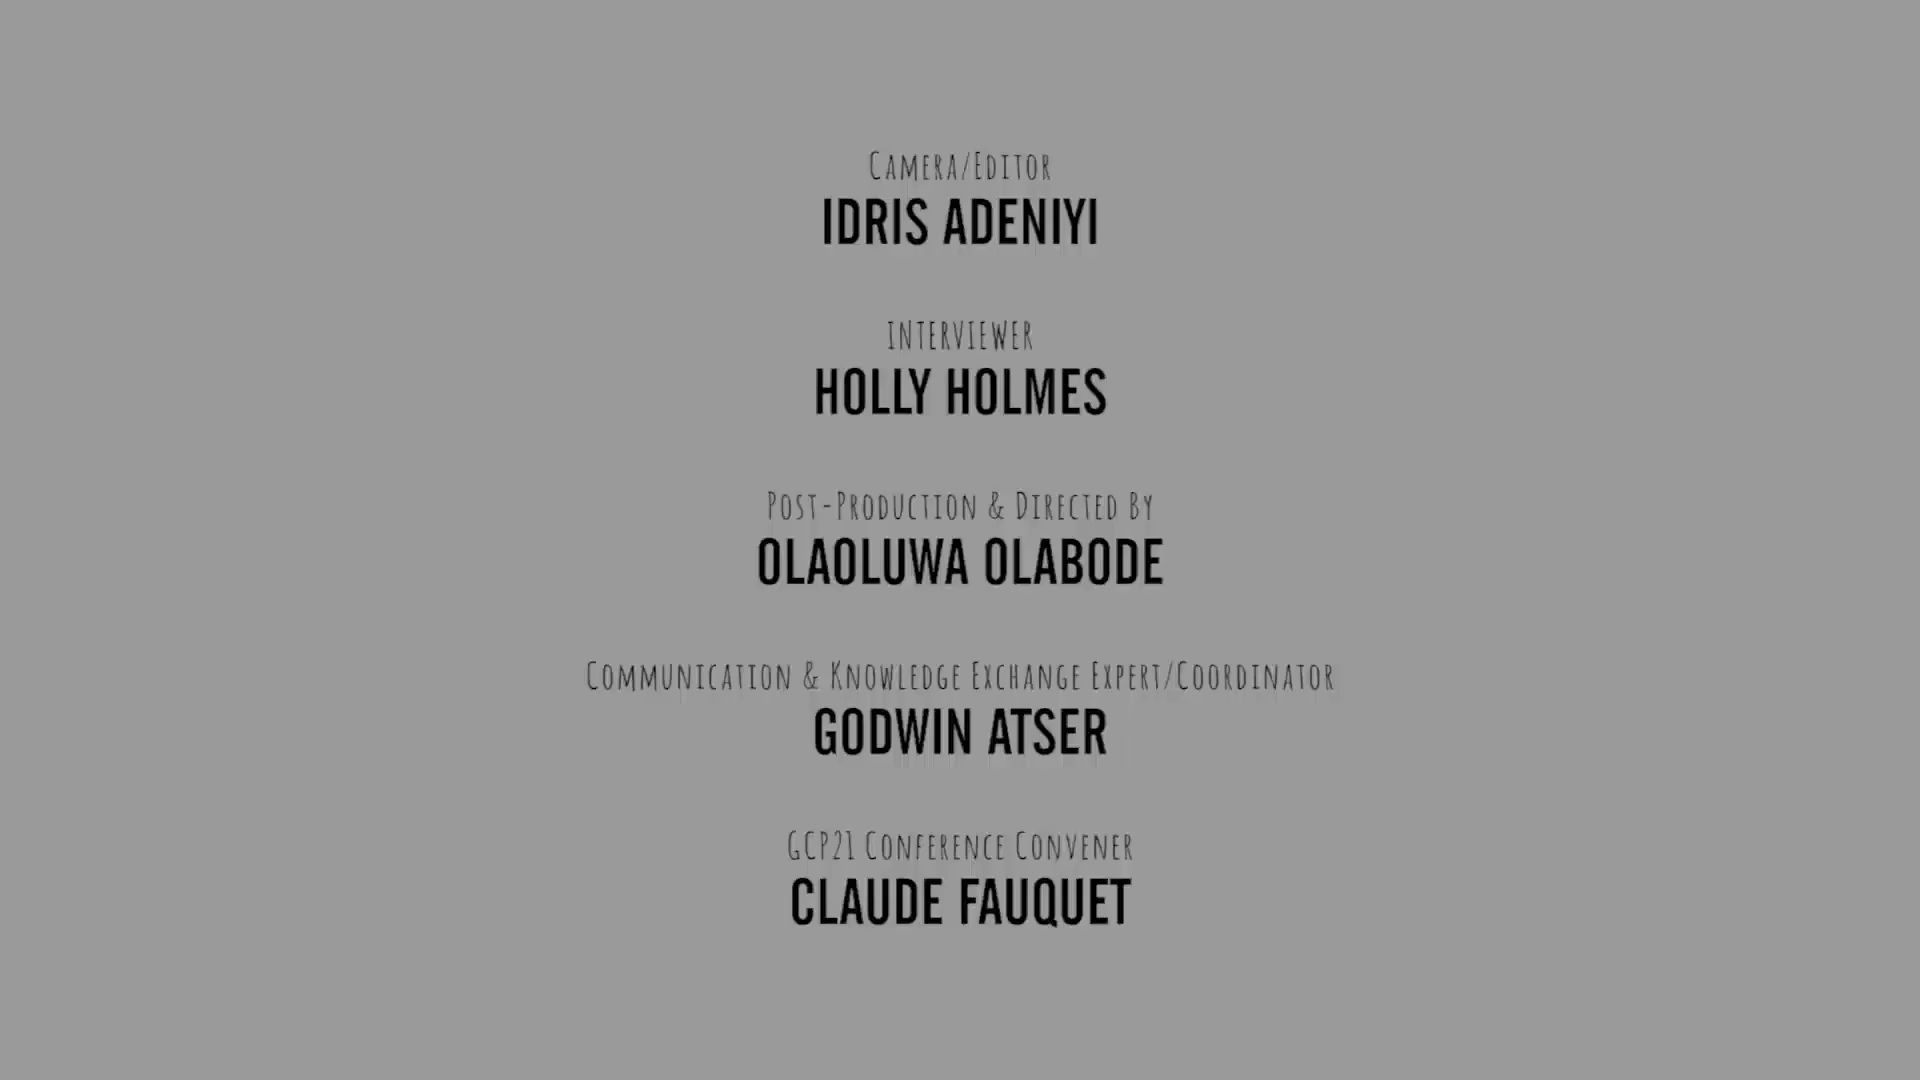 Camera/Editor
IDRIS ADENIYI
INTERVIEWER
HOLLY HOLMES
Post-Production & Directed By
OLAOLUWA OLABODE
Communication & Knowledge Exchange Expert/Coordinator
GODWIN ATSER
GCP21 Conference Convener
CLAUDE FAUQUET